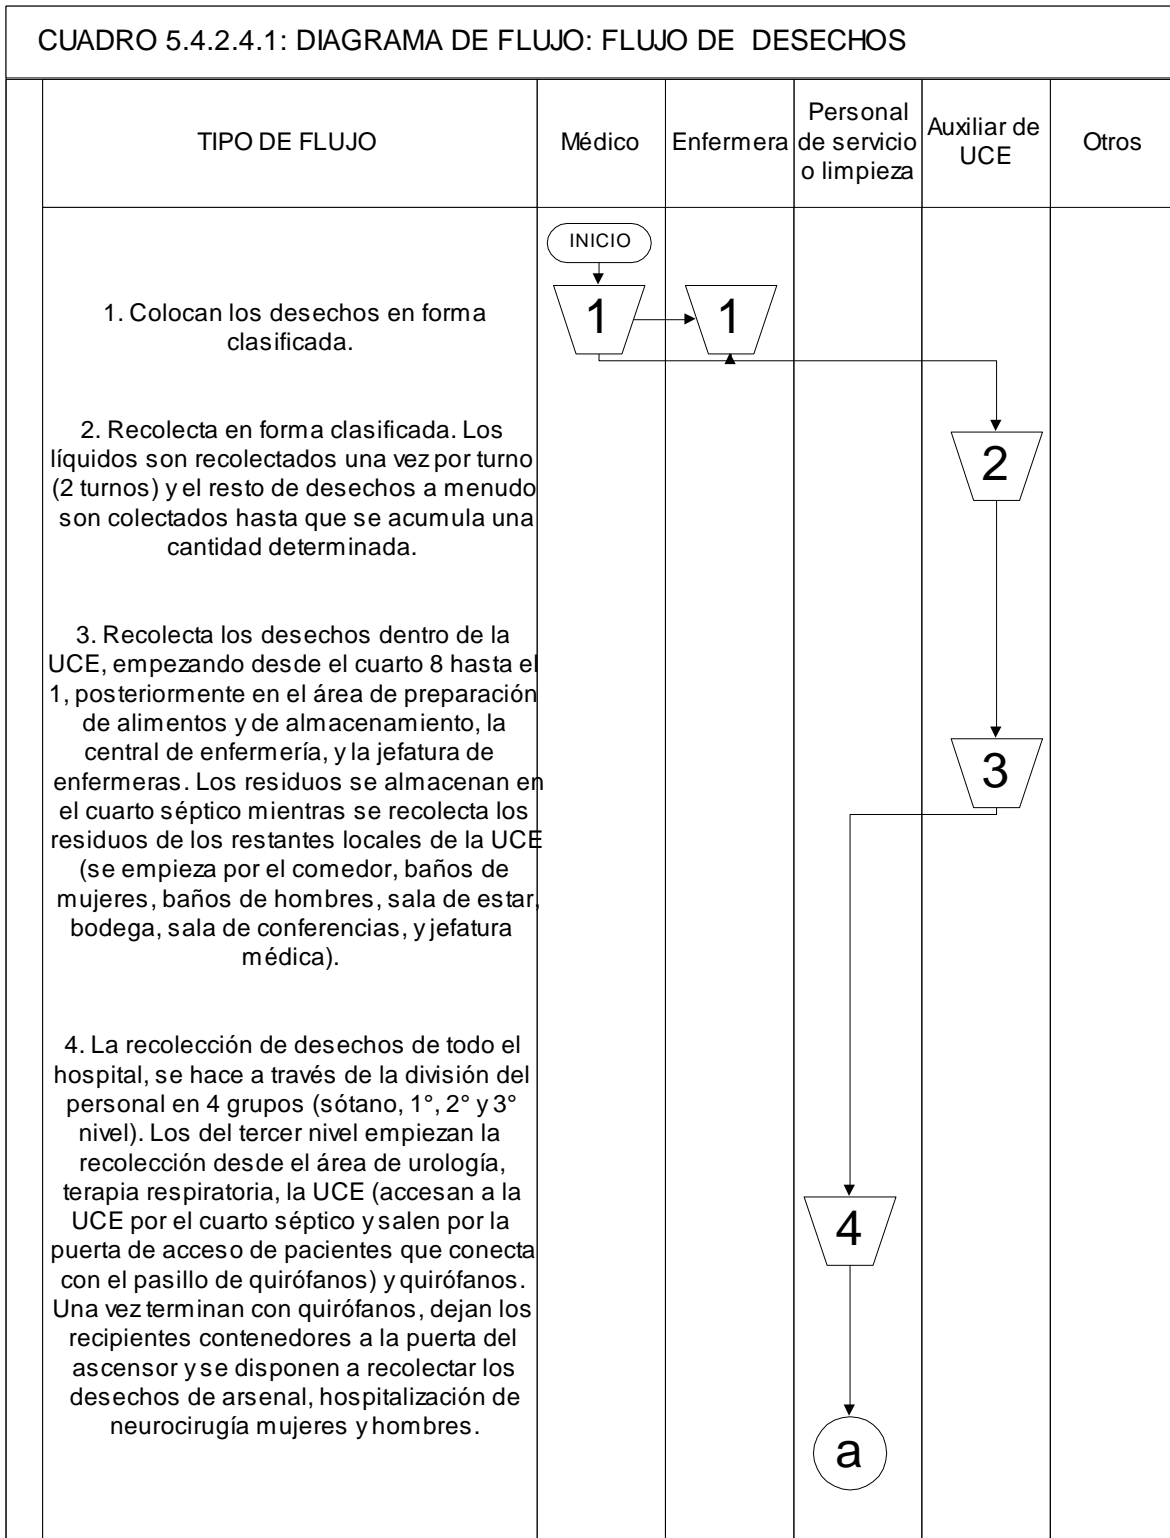 CUADRO 5.4.2.4.1: DIAGRAMA DE FLUJO: FLUJO DE DESECHOS
TIPO DE FLUJO
Médico
Enfermera
Personal
de servicio
o limpieza
Auxiliar de
UCE
Otros
INICIO
1. Colocan los desechos en forma
clasificada.
1
1
2. Recolecta en forma clasificada. Los
líquidos son recolectados una vez por turno
(2 turnos) y el resto de desechos a menudo
son colectados hasta que se acumula una
cantidad determinada.
2
3. Recolecta los desechos dentro de la
UCE, empezando desde el cuarto 8 hasta el
1, posteriormente en el área de preparación
de alimentos y de almacenamiento, la
central de enfermería, y la jefatura de
enfermeras. Los residuos se almacenan en
el cuarto séptico mientras se recolecta los
residuos de los restantes locales de la UCE
(se empieza por el comedor, baños de
mujeres, baños de hombres, sala de estar,
bodega, sala de conferencias, y jefatura
médica).
3
4. La recolección de desechos de todo el
hospital, se hace a través de la división del
personal en 4 grupos (sótano, 1°, 2° y 3°
nivel). Los del tercer nivel empiezan la
recolección desde el área de urología,
terapia respiratoria, la UCE (accesan a la
UCE por el cuarto séptico y salen por la
puerta de acceso de pacientes que conecta
con el pasillo de quirófanos) y quirófanos.
Una vez terminan con quirófanos, dejan los
recipientes contenedores a la puerta del
ascensor y se disponen a recolectar los
desechos de arsenal, hospitalización de
neurocirugía mujeres y hombres.
4
a